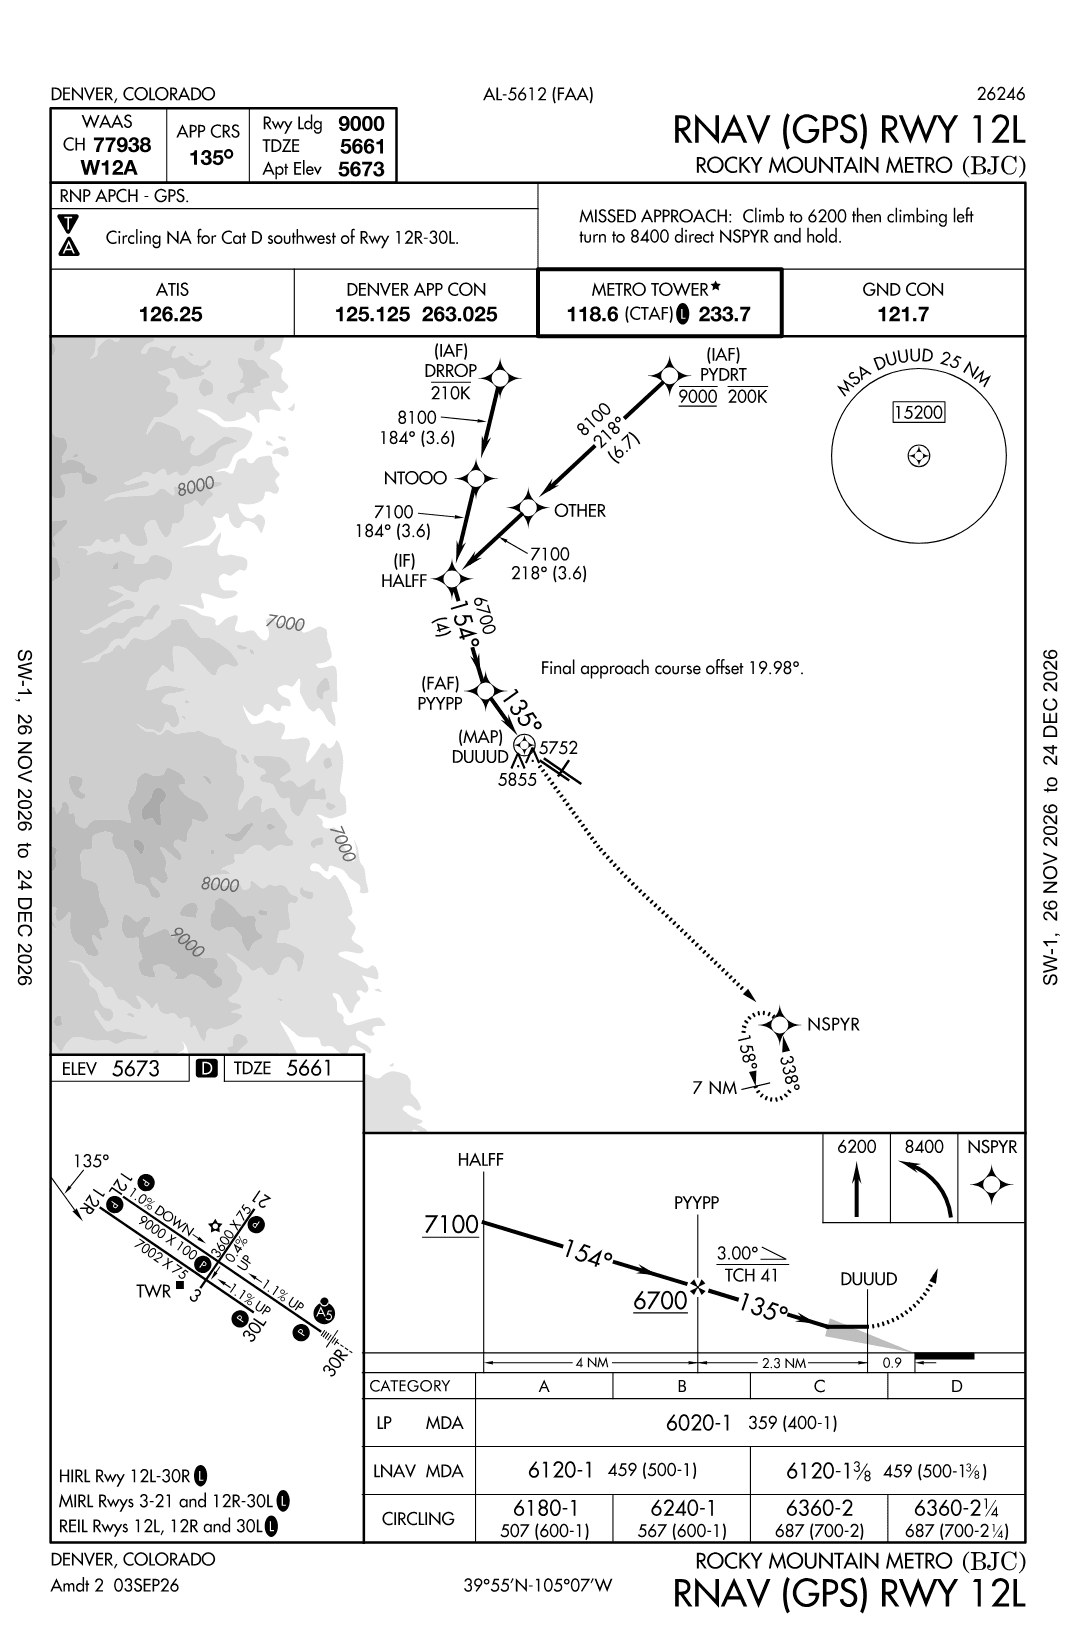 DENVER, COLORADO
AL-5612 (FAA)
26246
WAAS
CH 77938
W12A
APP CRS
135°
Rwy Ldg 9000
TDZE 5661
Apt Elev 5673
RNAV (GPS) RWY 12L
ROCKY MOUNTAIN METRO (BJC)
RNP APCH - GPS.
T
A
Circling NA for Cat D southwest of Rwy 12R-30L.
MISSED APPROACH: Climb to 6200 then climbing left
turn to 8400 direct NSPYR and hold.
ATIS
126.25
DENVER APP CON
125.125 263.025
METRO TOWER★
118.6 (CTAF) L 233.7
GND CON
121.7
(IAF)
DRROP
210K
(IAF)
PYDRT
9000 200K
MSA DUUUD 25 NM
15200
8100
184° (3.6)
8100
218°
(6.7)
NTOOO
8000
OTHER
7100
184° (3.6)
7100
218° (3.6)
(IF)
HALFF
6700
154°
(4)
7000
Final approach course offset 19.98°.
(FAF)
PYYPP
135°
(MAP)
DUUUD
5752
5855
7000
8000
9000
NSPYR
158°
338°
7 NM
SW-1, 26 NOV 2026 to 24 DEC 2026
SW-1, 26 NOV 2026 to 24 DEC 2026
ELEV 5673
D
TDZE 5661
135°
12L
12R
P
P
1.0% DOWN
9000 X 100
7002 X 75
21
P
3600 X 75
0.4%
UP
P
TWR
3
1.1% UP
1.1% UP
P
30L
P
A5
30R
HIRL Rwy 12L-30R L
MIRL Rwys 3-21 and 12R-30L L
REIL Rwys 12L, 12R and 30L L
6200
8400
NSPYR
HALFF
7100
154°
PYYPP
6700
3.00°
TCH 41
135°
DUUUD
4 NM
2.3 NM
0.9
CATEGORY A B C D
LP MDA 6020-1 359 (400-1)
LNAV MDA 6120-1 459 (500-1) 6120-1⅜ 459 (500-1⅜)
CIRCLING 6180-1 6240-1 6360-2 6360-2¼
507 (600-1) 567 (600-1) 687 (700-2) 687 (700-2¼)
DENVER, COLORADO
Amdt 2 03SEP26
39°55'N-105°07'W
ROCKY MOUNTAIN METRO (BJC)
RNAV (GPS) RWY 12L